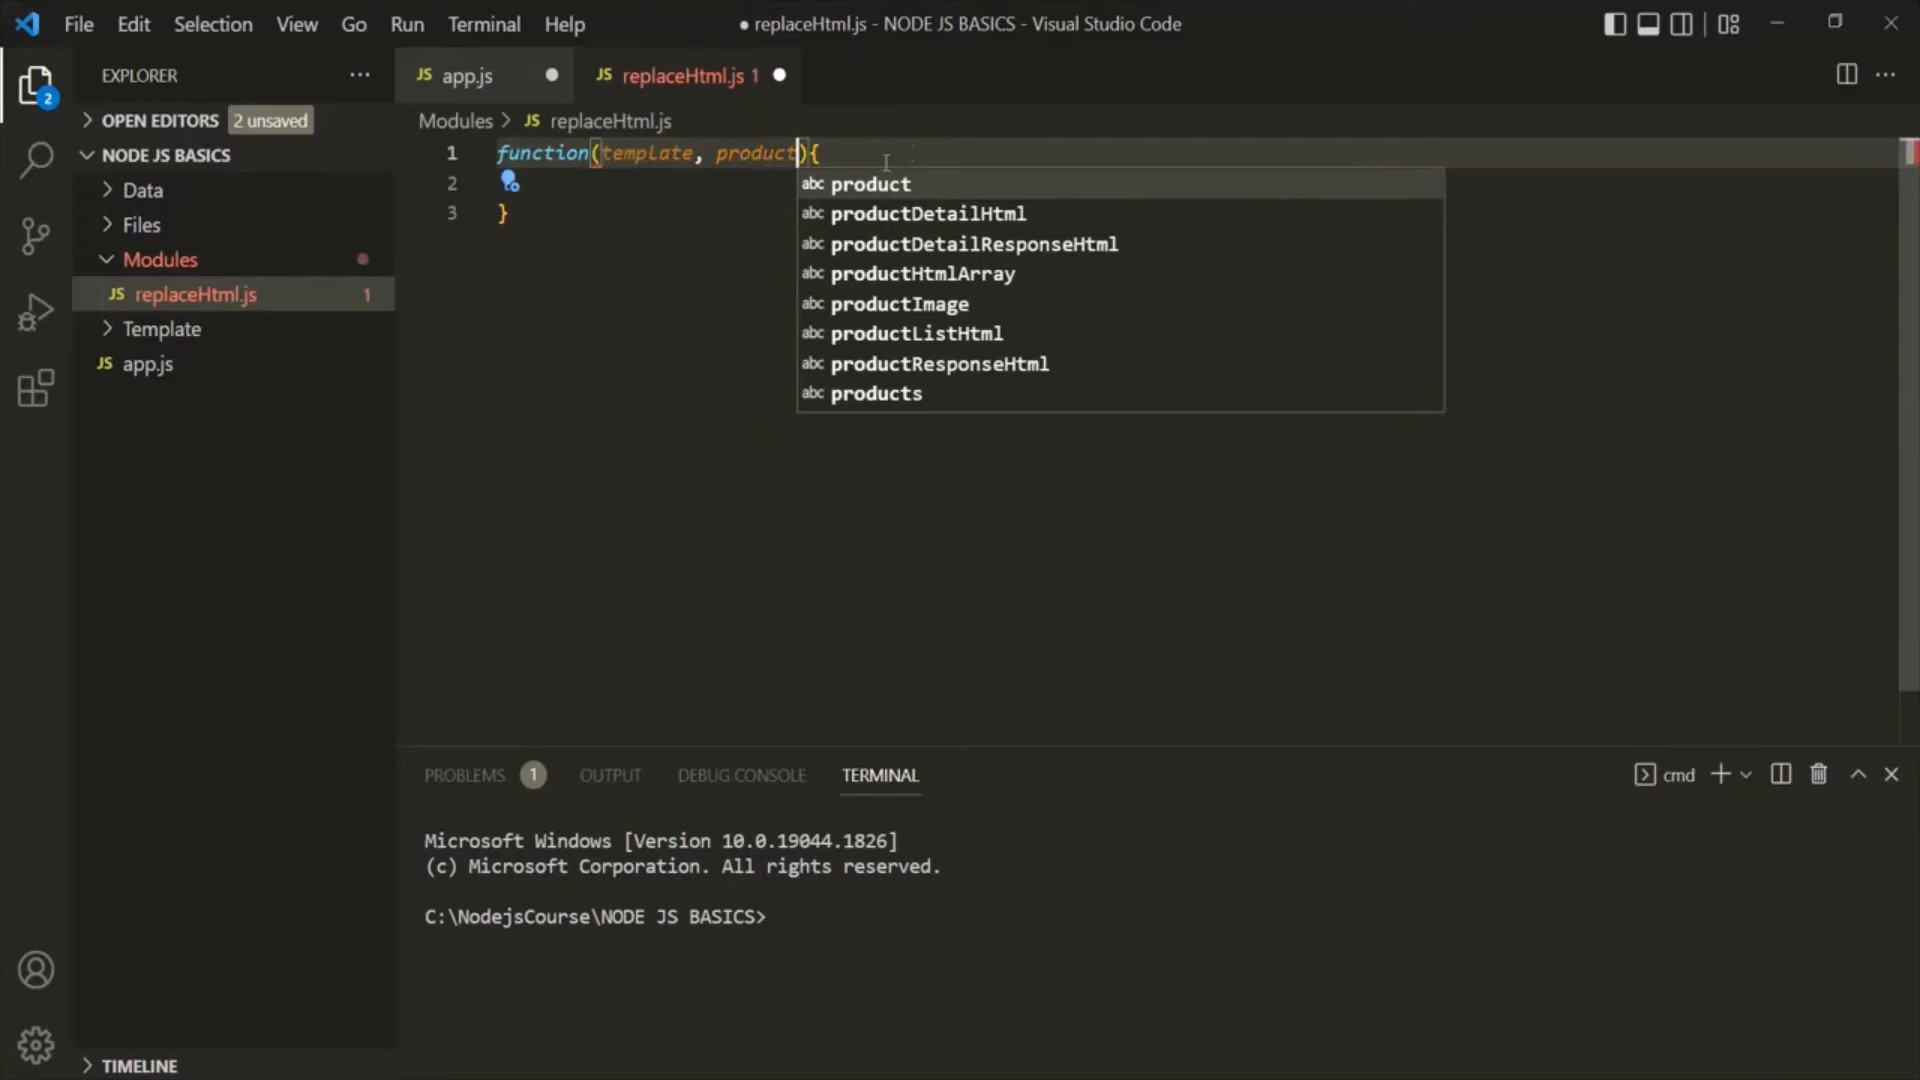 File Edit Selection View Go Run Terminal Help
● replaceHtml.js - NODE JS BASICS - Visual Studio Code
EXPLORER
JS app.js
JS replaceHtml.js 1
2
OPEN EDITORS 2 unsaved
Modules > JS replaceHtml.js
NODE JS BASICS
Data
Files
Modules
JS replaceHtml.js 1
Template
JS app.js
1 function(template, product){
2
3 }
abc product
abc productDetailHtml
abc productDetailResponseHtml
abc productHtmlArray
abc productImage
abc productListHtml
abc productResponseHtml
abc products
PROBLEMS 1 OUTPUT DEBUG CONSOLE TERMINAL
cmd
Microsoft Windows [Version 10.0.19044.1826]
(c) Microsoft Corporation. All rights reserved.
C:\NodejsCourse\NODE JS BASICS>
TIMELINE